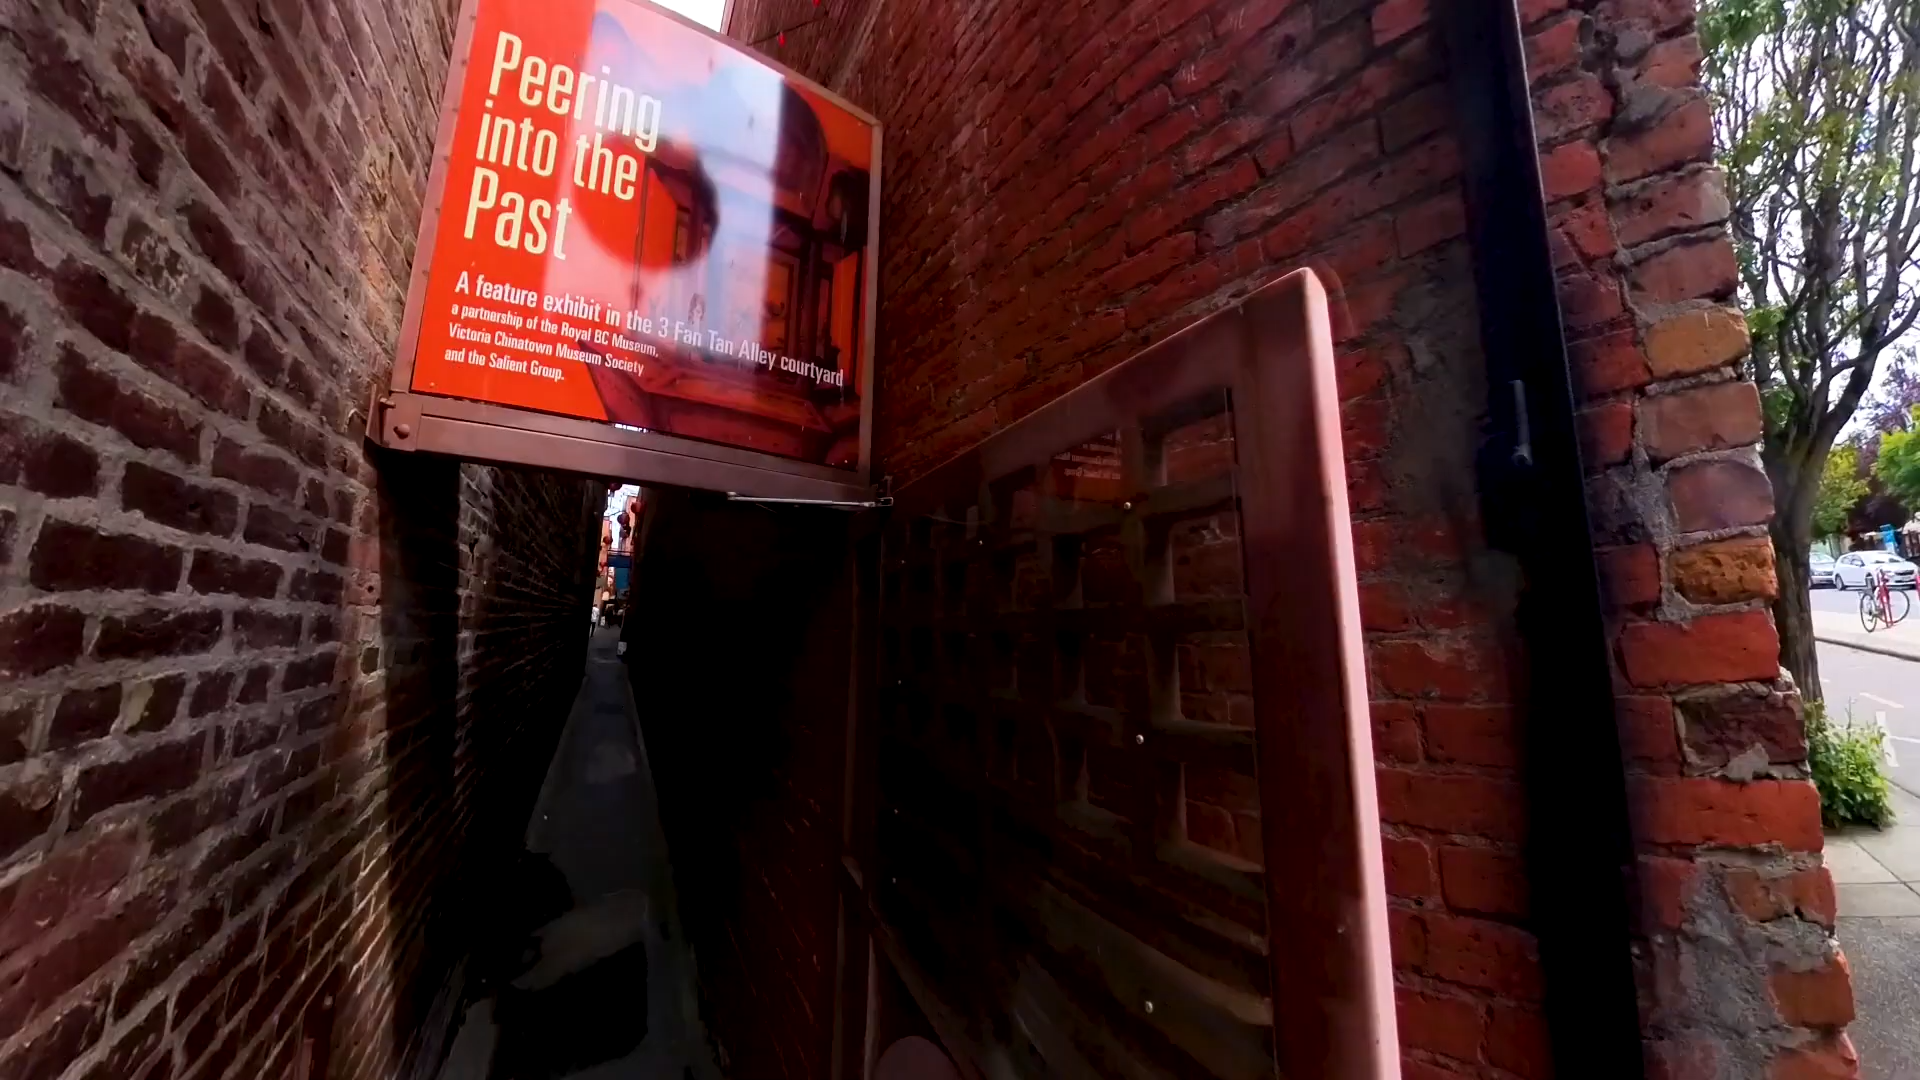 Peering
into the
Past
A feature exhibit in the 3 Fan Tan Alley courtyard
a partnership of the Royal BC Museum,
Victoria Chinatown Museum Society
and the Salient Group.